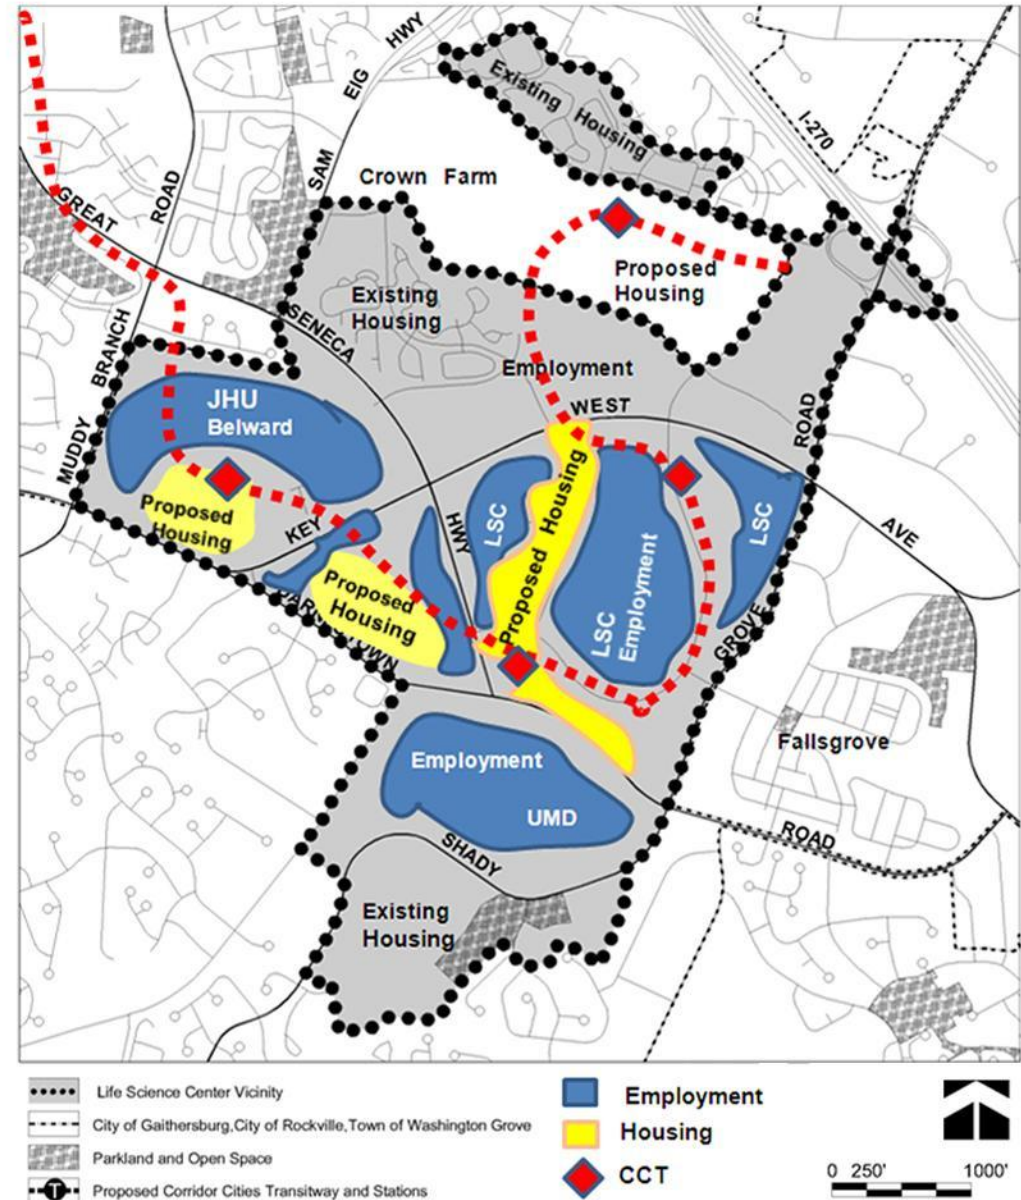 HWY
EIG
SAM
Existing Housing
I-270
Crown Farm
ROAD
GREAT
Proposed
Housing
Existing
Housing
SENECA
BRANCH
Employment
WEST
ROAD
JHU
Belward
MUDDY
Proposed
Housing
KEY
HWY
LSC
Proposed Housing
LSC
Employment
LSC
AVE
Proposed
Housing
GROVE
Employment
UMD
Fallsgrove
ROAD
SHADY
Existing
Housing
Life Science Center Vicinity
City of Gaithersburg,City of Rockville,Town of Washington Grove
Parkland and Open Space
T
Proposed Corridor Cities Transitway and Stations
Employment
Housing
CCT
0 250' 1000'